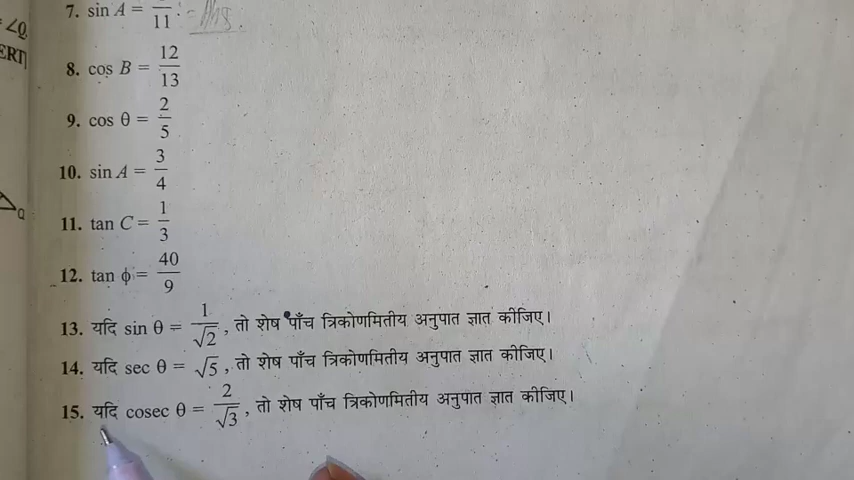 ∠Q
ERT
7. sin A = /11 . - Ans.
8. cos B = 12/13
9. cos θ = 2/5
10. sin A = 3/4
11. tan C = 1/3
12. tan ϕ = 40/9
13. यदि sin θ = 1/√2, तो शेष पाँच त्रिकोणमितीय अनुपात ज्ञात कीजिए।
14. यदि sec θ = √5, तो शेष पाँच त्रिकोणमितीय अनुपात ज्ञात कीजिए।
15. यदि cosec θ = 2/√3, तो शेष पाँच त्रिकोणमितीय अनुपात ज्ञात कीजिए।